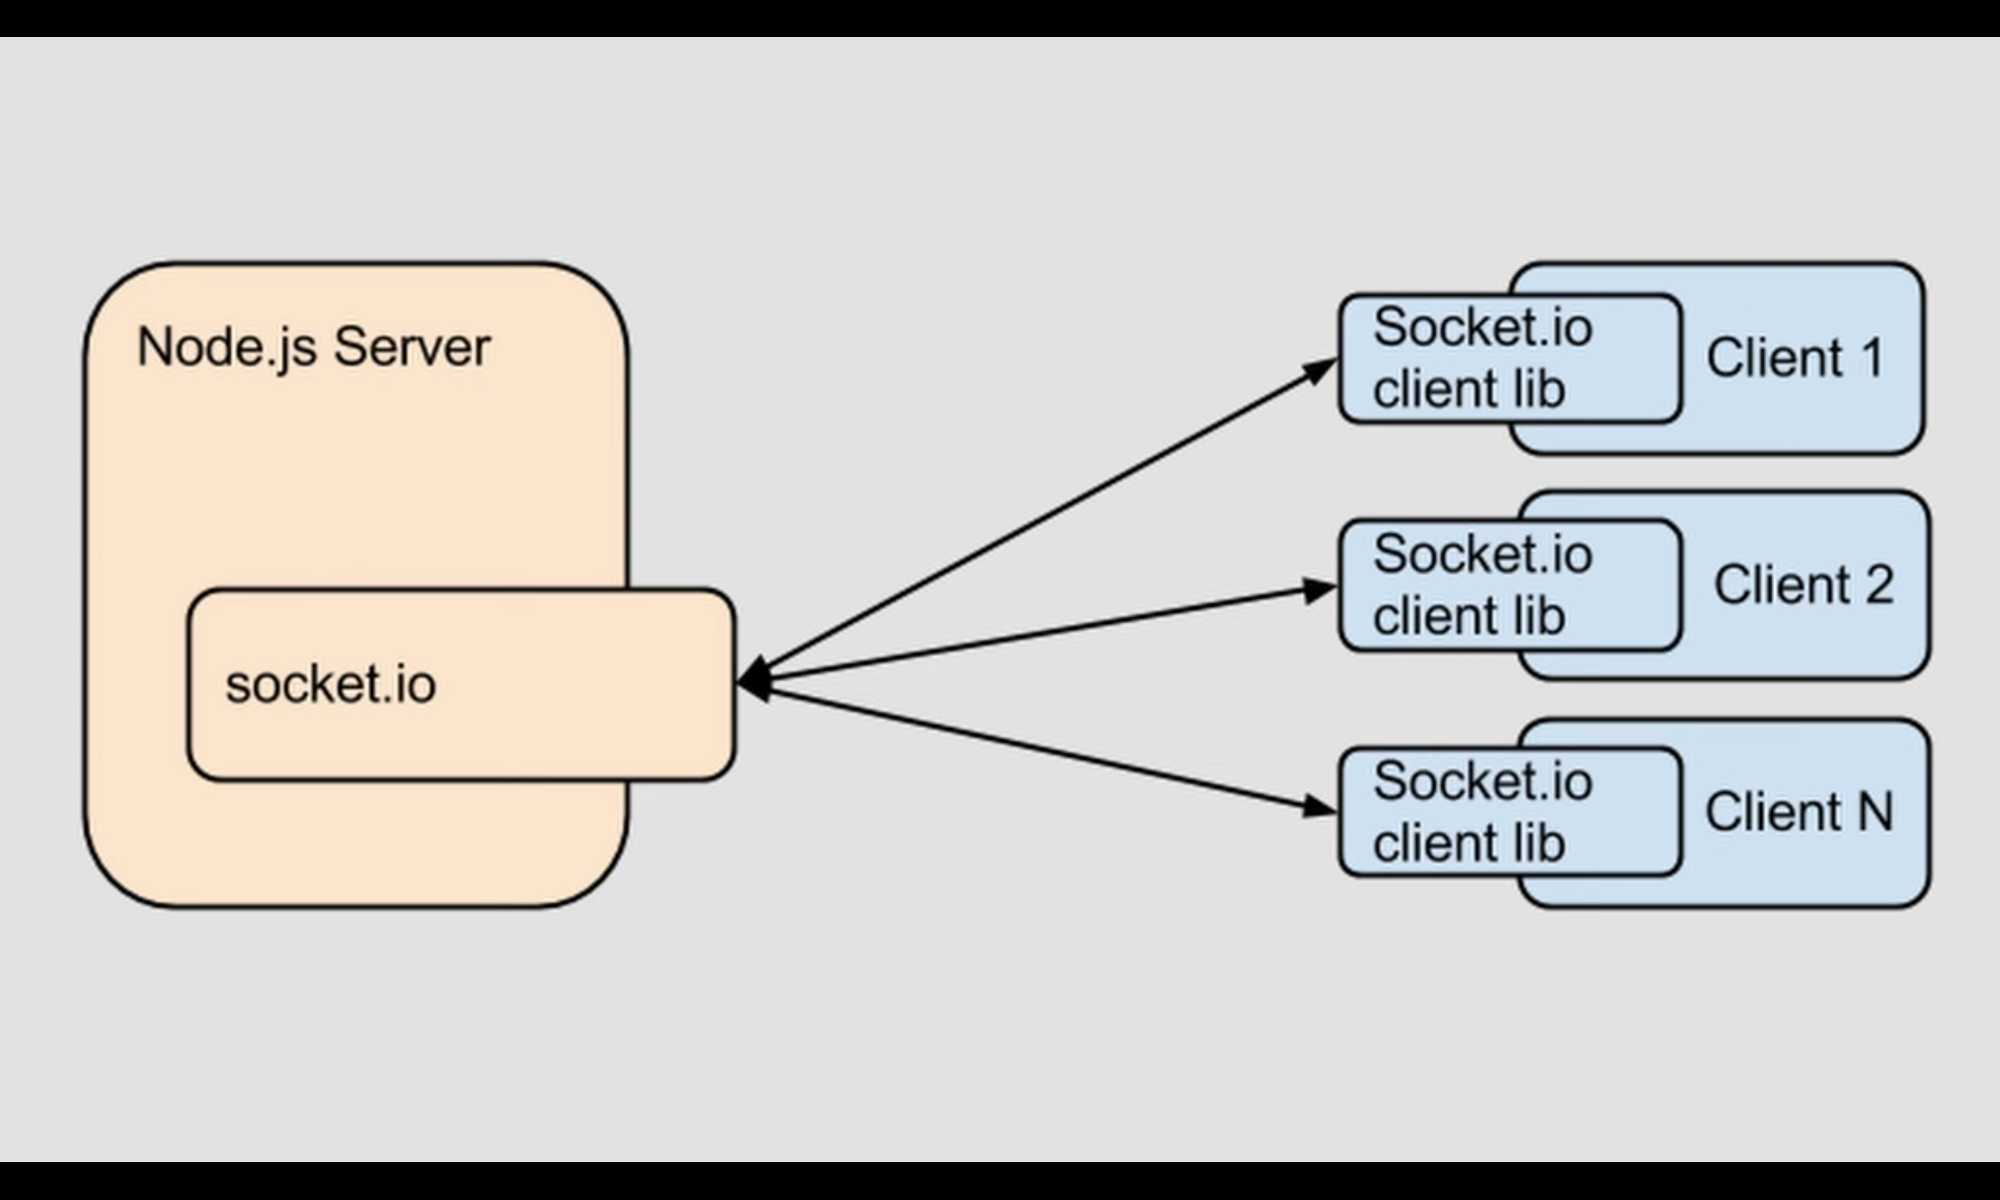 Node.js Server
socket.io
Socket.io
client lib
Client 1
Socket.io
client lib
Client 2
Socket.io
client lib
Client N